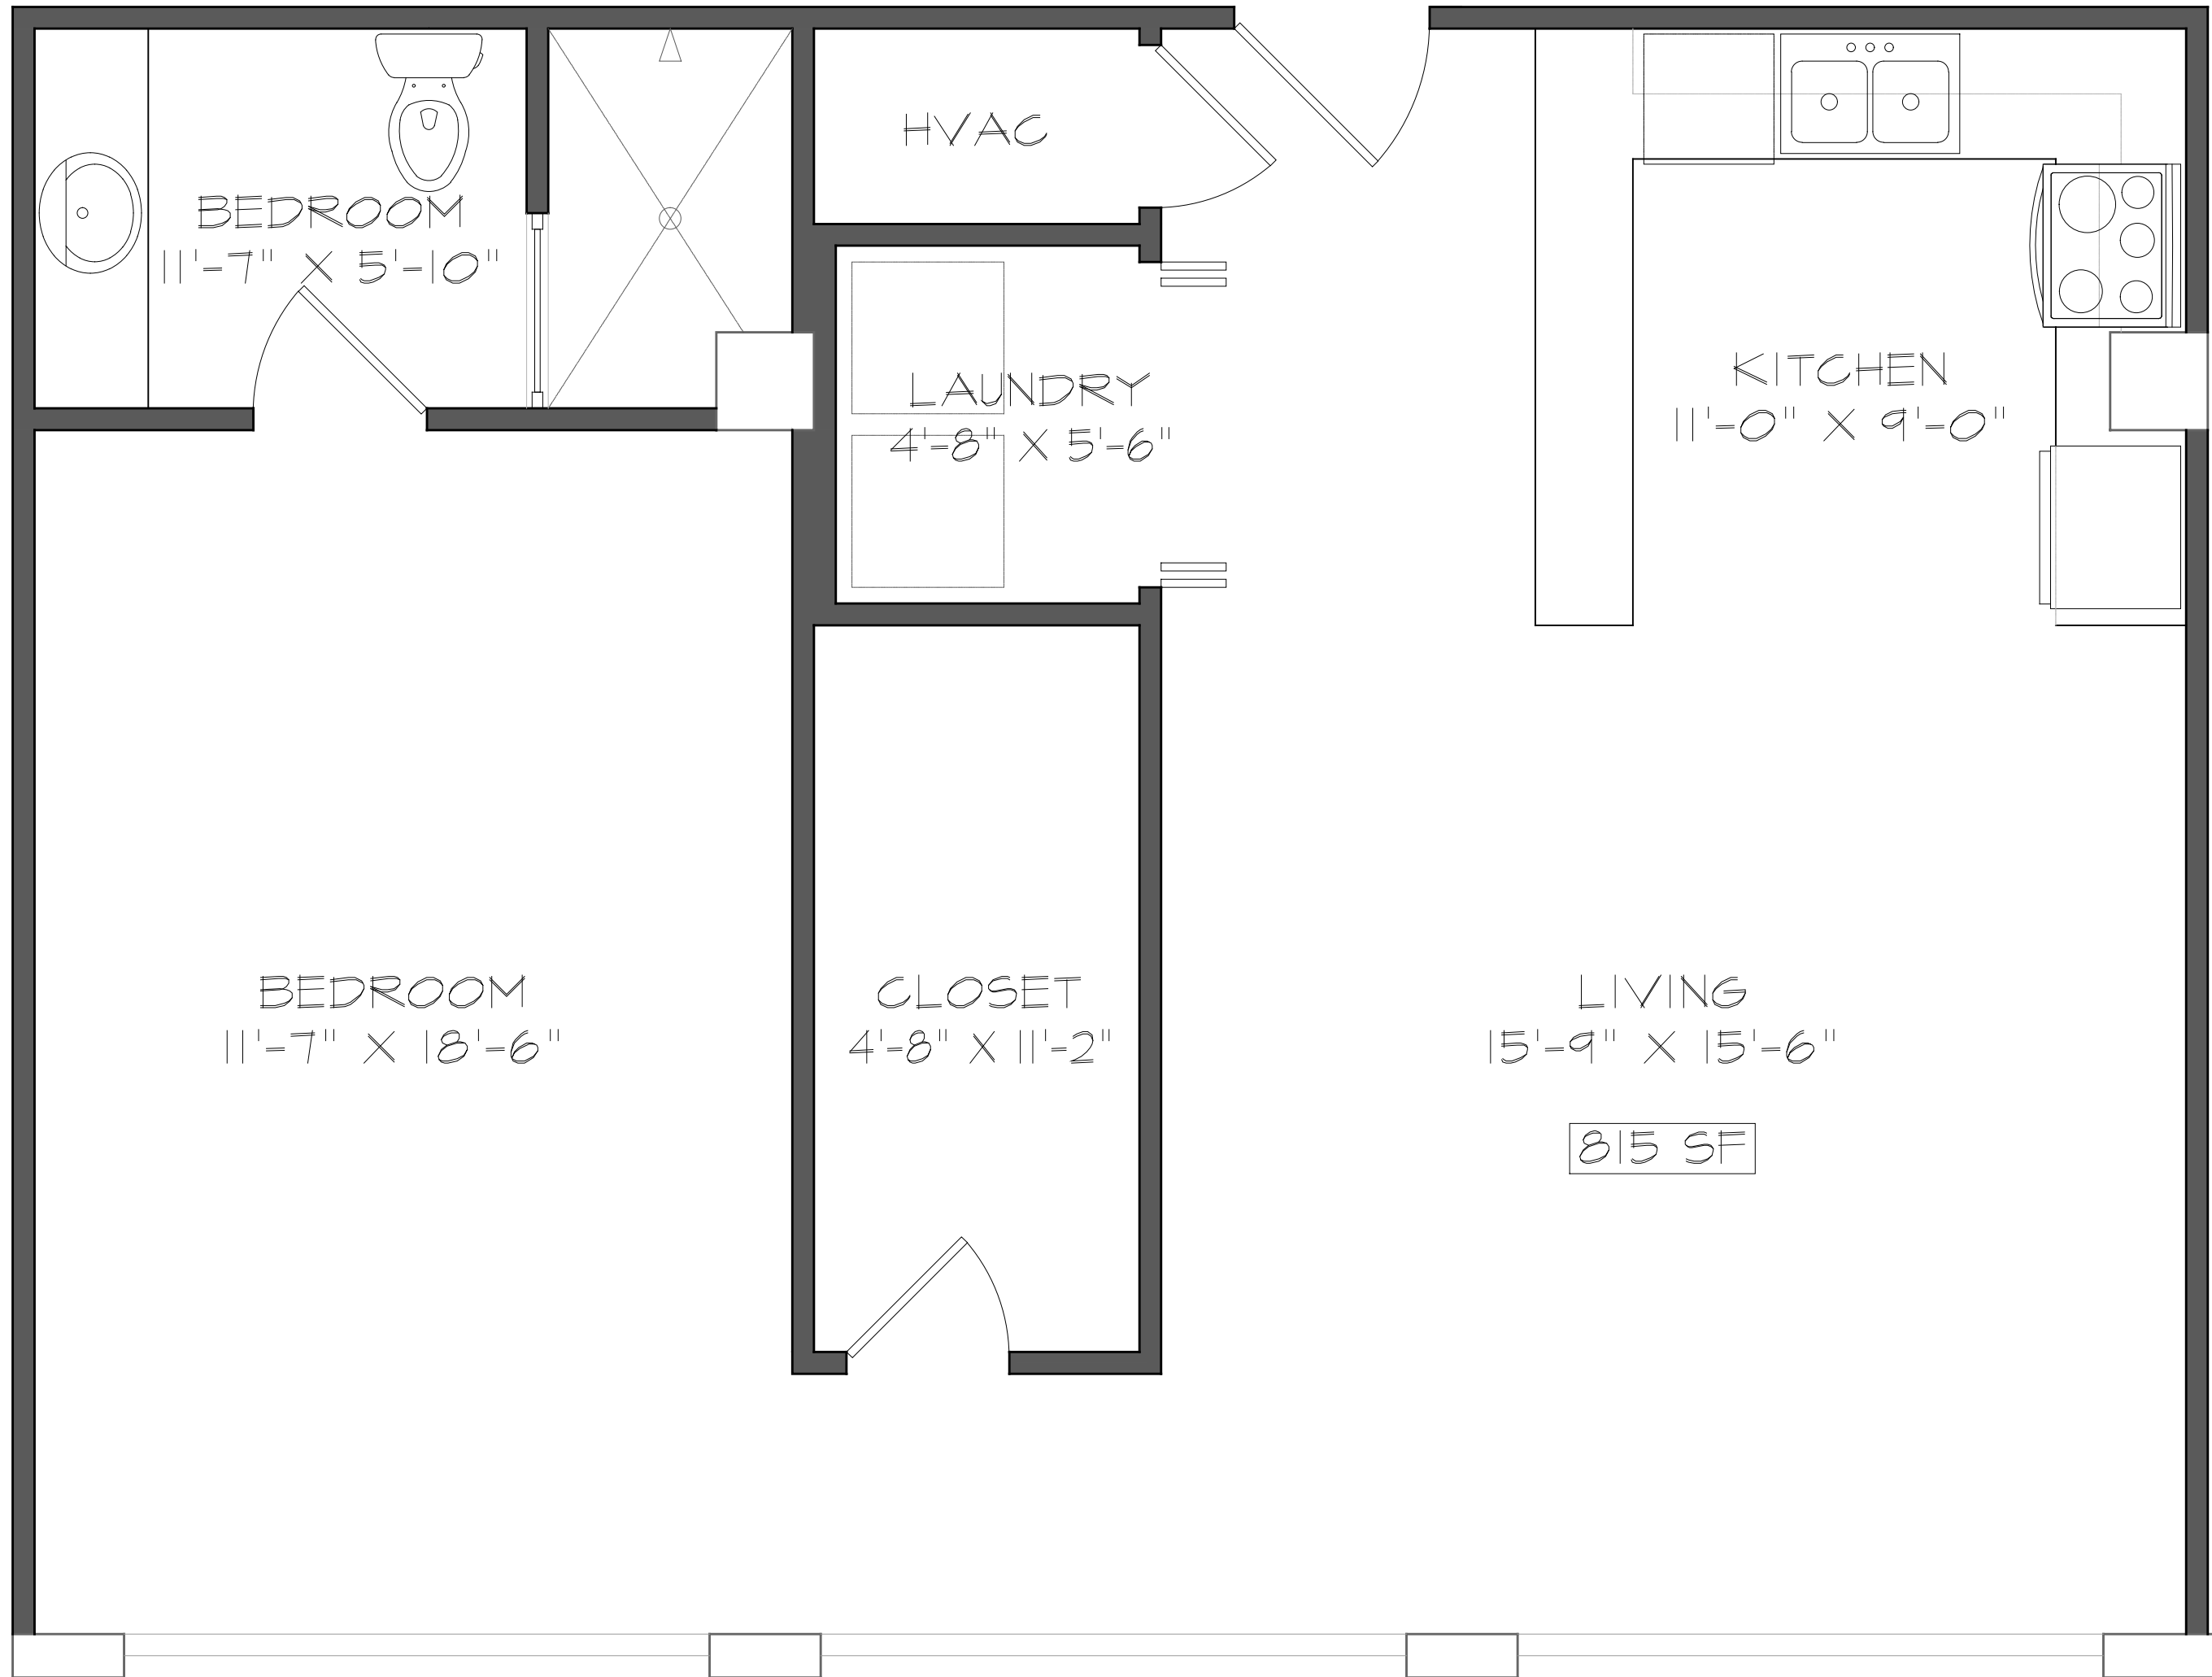 HVAC
BEDROOM
11'-7" X 5'-10"
LAUNDRY
4'-8" X 5'-6"
KITCHEN
11'-0" X 9'-0"
BEDROOM
11'-7" X 18'-6"
CLOSET
4'-8" X 11'-2"
LIVING
15'-9" X 15'-6"
815 SF